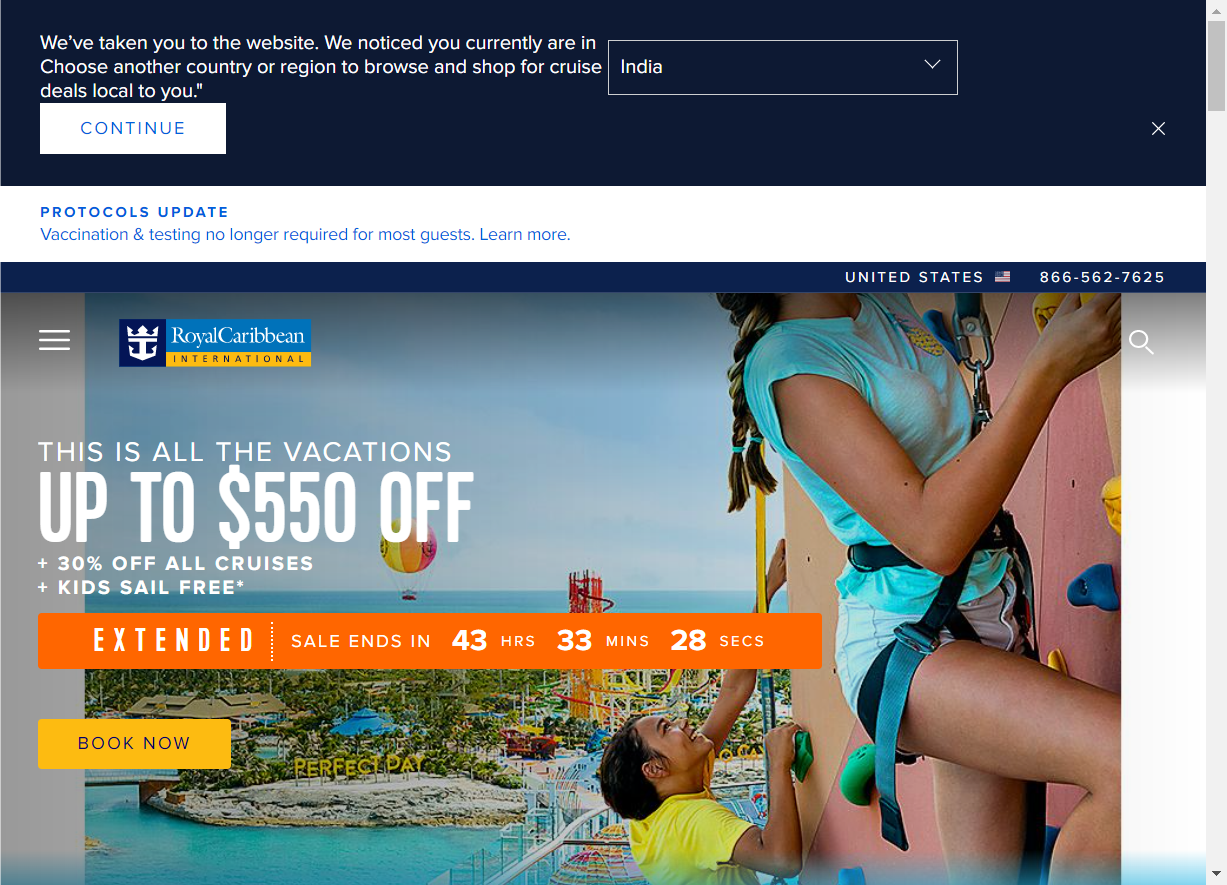 We’ve taken you to the website. We noticed you currently are in
Choose another country or region to browse and shop for cruise
deals local to you."
India
CONTINUE
PROTOCOLS UPDATE
Vaccination & testing no longer required for most guests. Learn more.
UNITED STATES 866-562-7625
RoyalCaribbean
INTERNATIONAL
THIS IS ALL THE VACATIONS
UP TO $550 OFF
+ 30% OFF ALL CRUISES
+ KIDS SAIL FREE*
EXTENDED SALE ENDS IN 43 HRS 33 MINS 28 SECS
BOOK NOW
PERFECT DAY